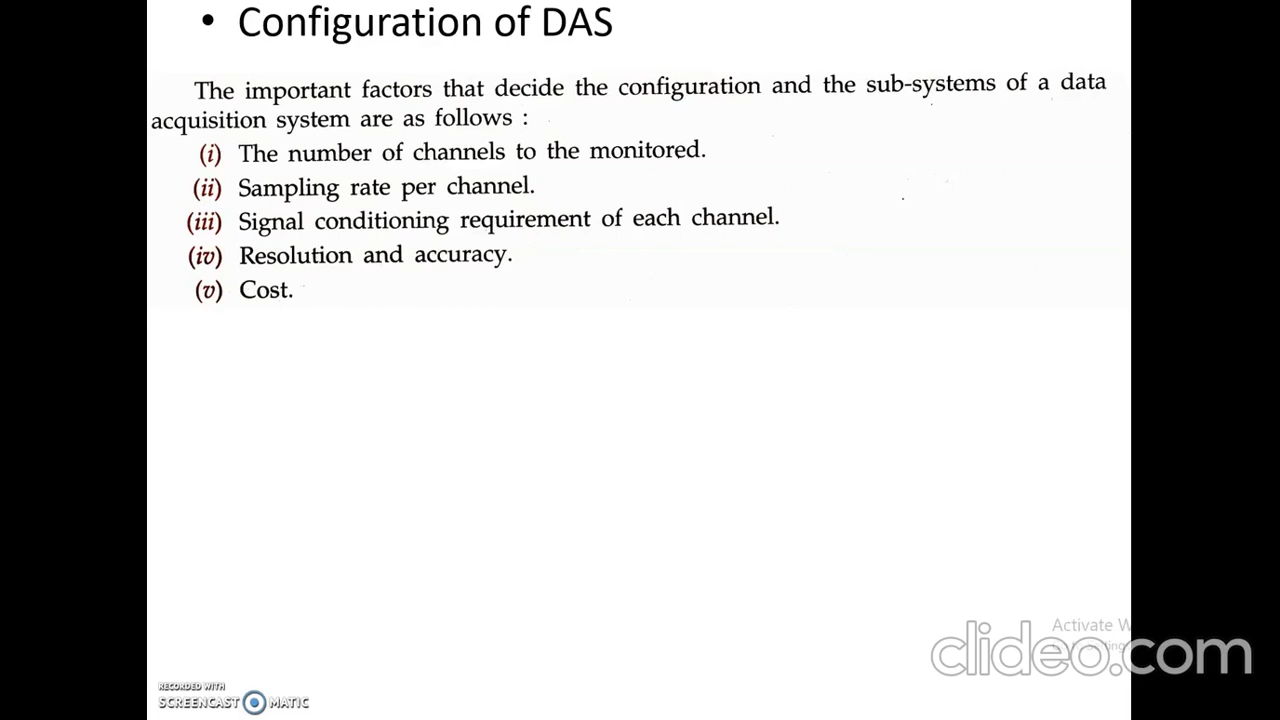 • Configuration of DAS
The important factors that decide the configuration and the sub-systems of a data
acquisition system are as follows :
(i) The number of channels to the monitored.
(ii) Sampling rate per channel.
(iii) Signal conditioning requirement of each channel.
(iv) Resolution and accuracy.
(v) Cost.
Activate W
clideo.com
RECORDED WITH
SCREENCAST MATIC